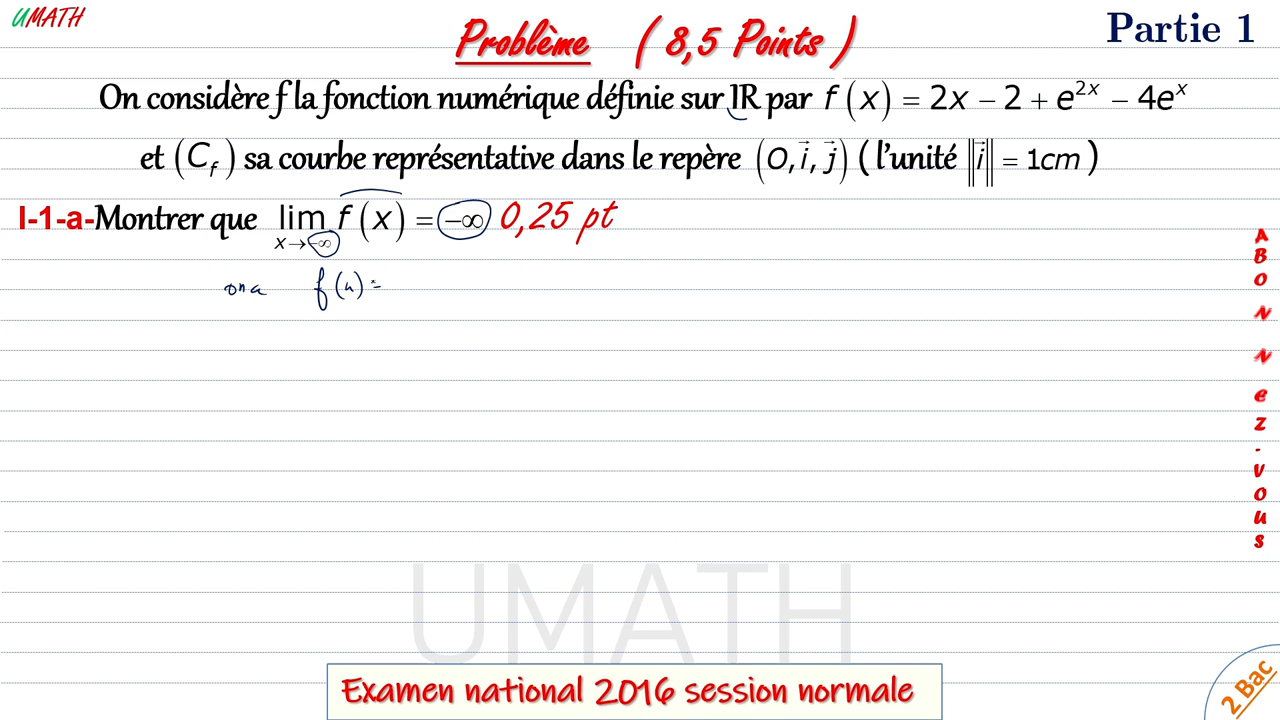 UMATH
Problème ( 8,5 Points )
Partie 1
On considère f la fonction numérique définie sur IR par f(x) = 2x − 2 + e^{2x} − 4e^x
et (C_f) sa courbe représentative dans le repère (O, i⃗, j⃗) ( l'unité ‖i⃗‖ = 1cm )
I-1-a-Montrer que lim_{x→−∞} f(x) = −∞ 0,25 pt
on a f(x) =
ABONNEZ-VOUS
UMATH
Examen national 2016 session normale
2 Bac